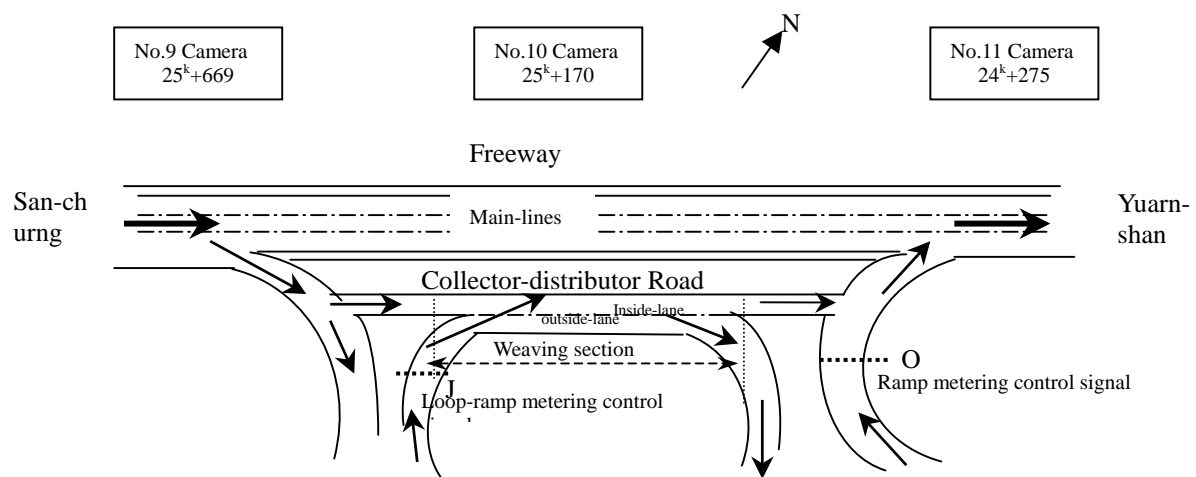 N
No.9 Camera
25k+669
No.10 Camera
25k+170
No.11 Camera
24k+275
Freeway
San-ch
urng
Main-lines
Yuarn-
shan
Collector-distributor Road
Inside-lane
outside-lane
Weaving section
O
J
Ramp metering control signal
Loop-ramp metering control